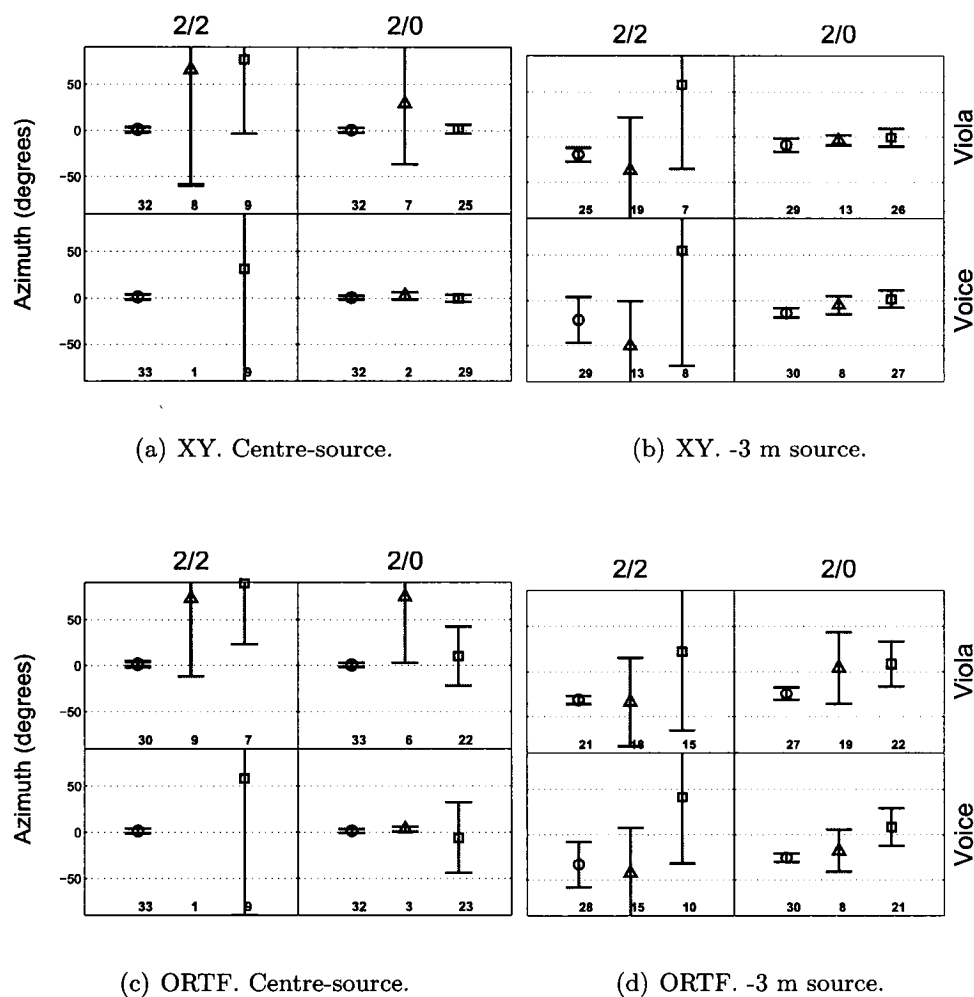 2/2 2/0 2/2 2/0
50
0
−50
32 8 9 32 7 25
25 19 7 29 13 26
Viola
Azimuth (degrees)
50
0
−50
33 1 9 32 2 29
29 13 8 30 8 27
Voice
(a) XY. Centre-source.
(b) XY. -3 m source.
2/2 2/0 2/2 2/0
50
0
−50
30 9 7 33 6 22
21 18 15 27 19 22
Viola
Azimuth (degrees)
50
0
−50
33 1 9 32 3 23
28 15 10 30 8 21
Voice
(c) ORTF. Centre-source.
(d) ORTF. -3 m source.